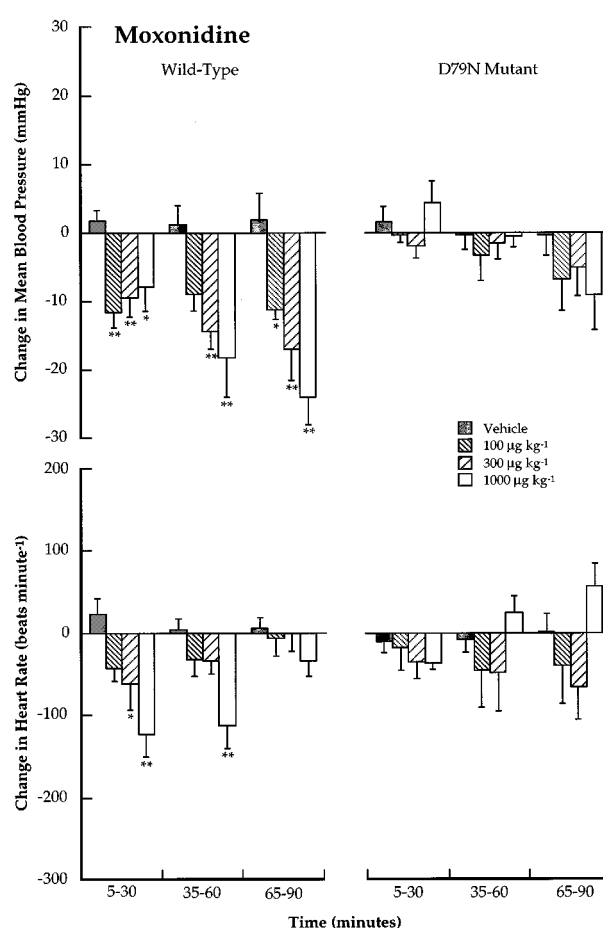 Moxonidine
Wild-Type
D79N Mutant
Change in Mean Blood Pressure (mmHg)
30
20
10
0
-10
-20
-30
** ** *
** **
* ** **
Vehicle
100 µg kg-1
300 µg kg-1
1000 µg kg-1
Change in Heart Rate (beats minute-1)
200
100
0
-100
-200
-300
* **
**
5-30 35-60 65-90
5-30 35-60 65-90
Time (minutes)